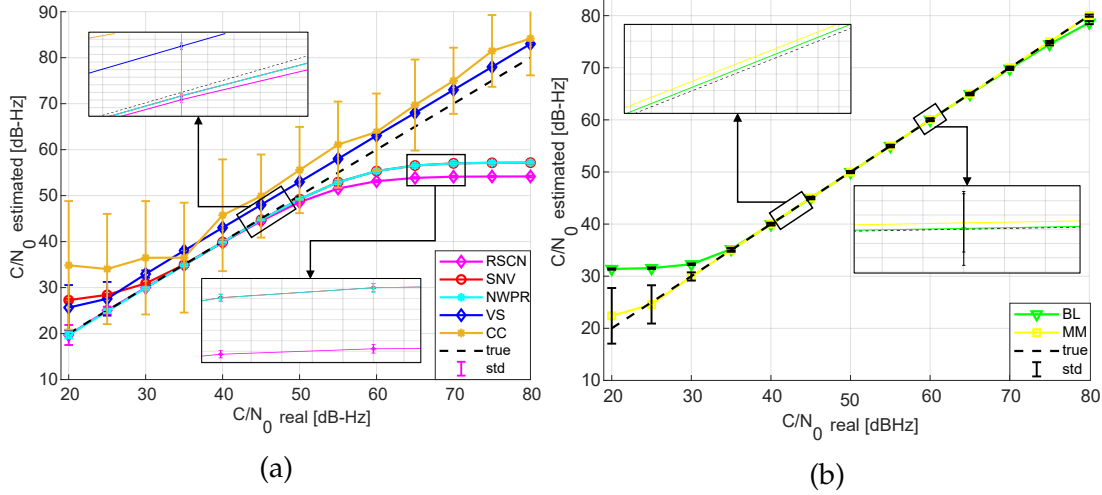 90
80
70
60
50
40
30
20
10
C/N0 estimated [dB-Hz]
20 30 40 50 60 70 80
C/N0 real [dB-Hz]
RSCN
SNV
NWPR
VS
CC
true
std
(a)
80
70
60
50
40
30
20
10
C/N0 estimated [dB-Hz]
20 30 40 50 60 70 80
C/N0 real [dBHz]
BL
MM
true
std
(b)